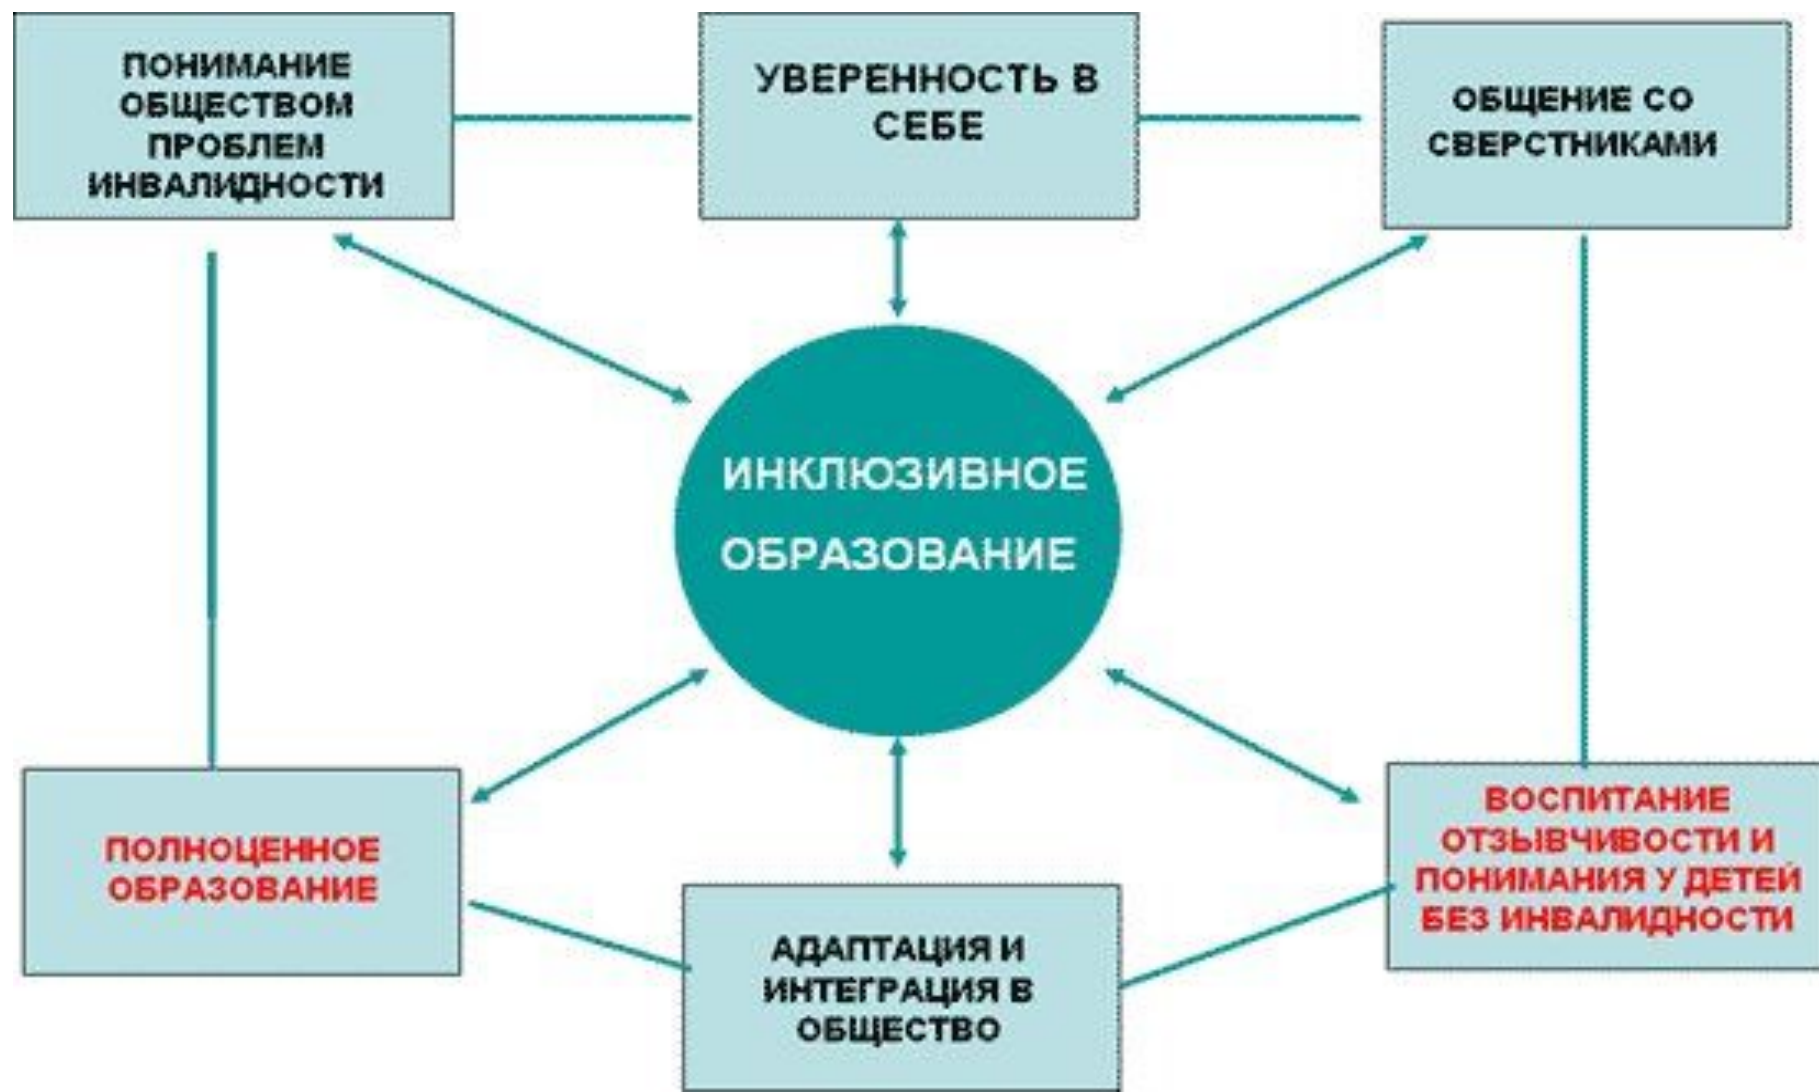 ПОНИМАНИЕ
ОБЩЕСТВОМ
ПРОБЛЕМ
ИНВАЛИДНОСТИ
УВЕРЕННОСТЬ В
СЕБЕ
ОБЩЕНИЕ СО
СВЕРСТНИКАМИ
ИНКЛЮЗИВНОЕ
ОБРАЗОВАНИЕ
ПОЛНОЦЕННОЕ
ОБРАЗОВАНИЕ
АДАПТАЦИЯ И
ИНТЕГРАЦИЯ В
ОБЩЕСТВО
ВОСПИТАНИЕ
ОТЗЫВЧИВОСТИ И
ПОНИМАНИЯ У ДЕТЕЙ
БЕЗ ИНВАЛИДНОСТИ